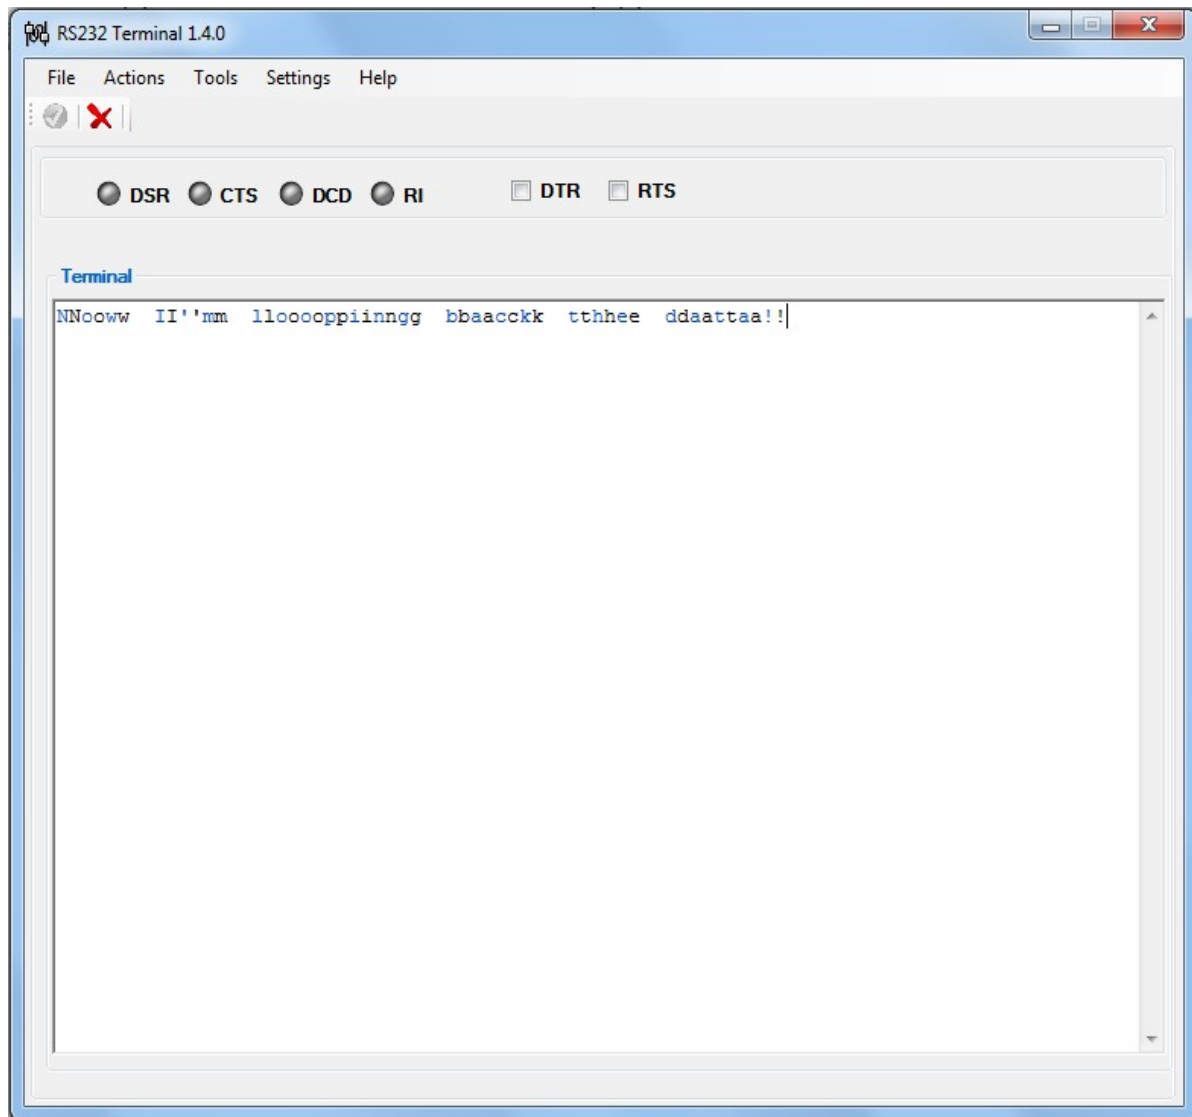 RS232 Terminal 1.4.0
File Actions Tools Settings Help
DSR CTS DCD RI DTR RTS
Terminal
NNooww  II''mm  llooooppiinngg  bbaacckk  tthhee  ddaattaa!!